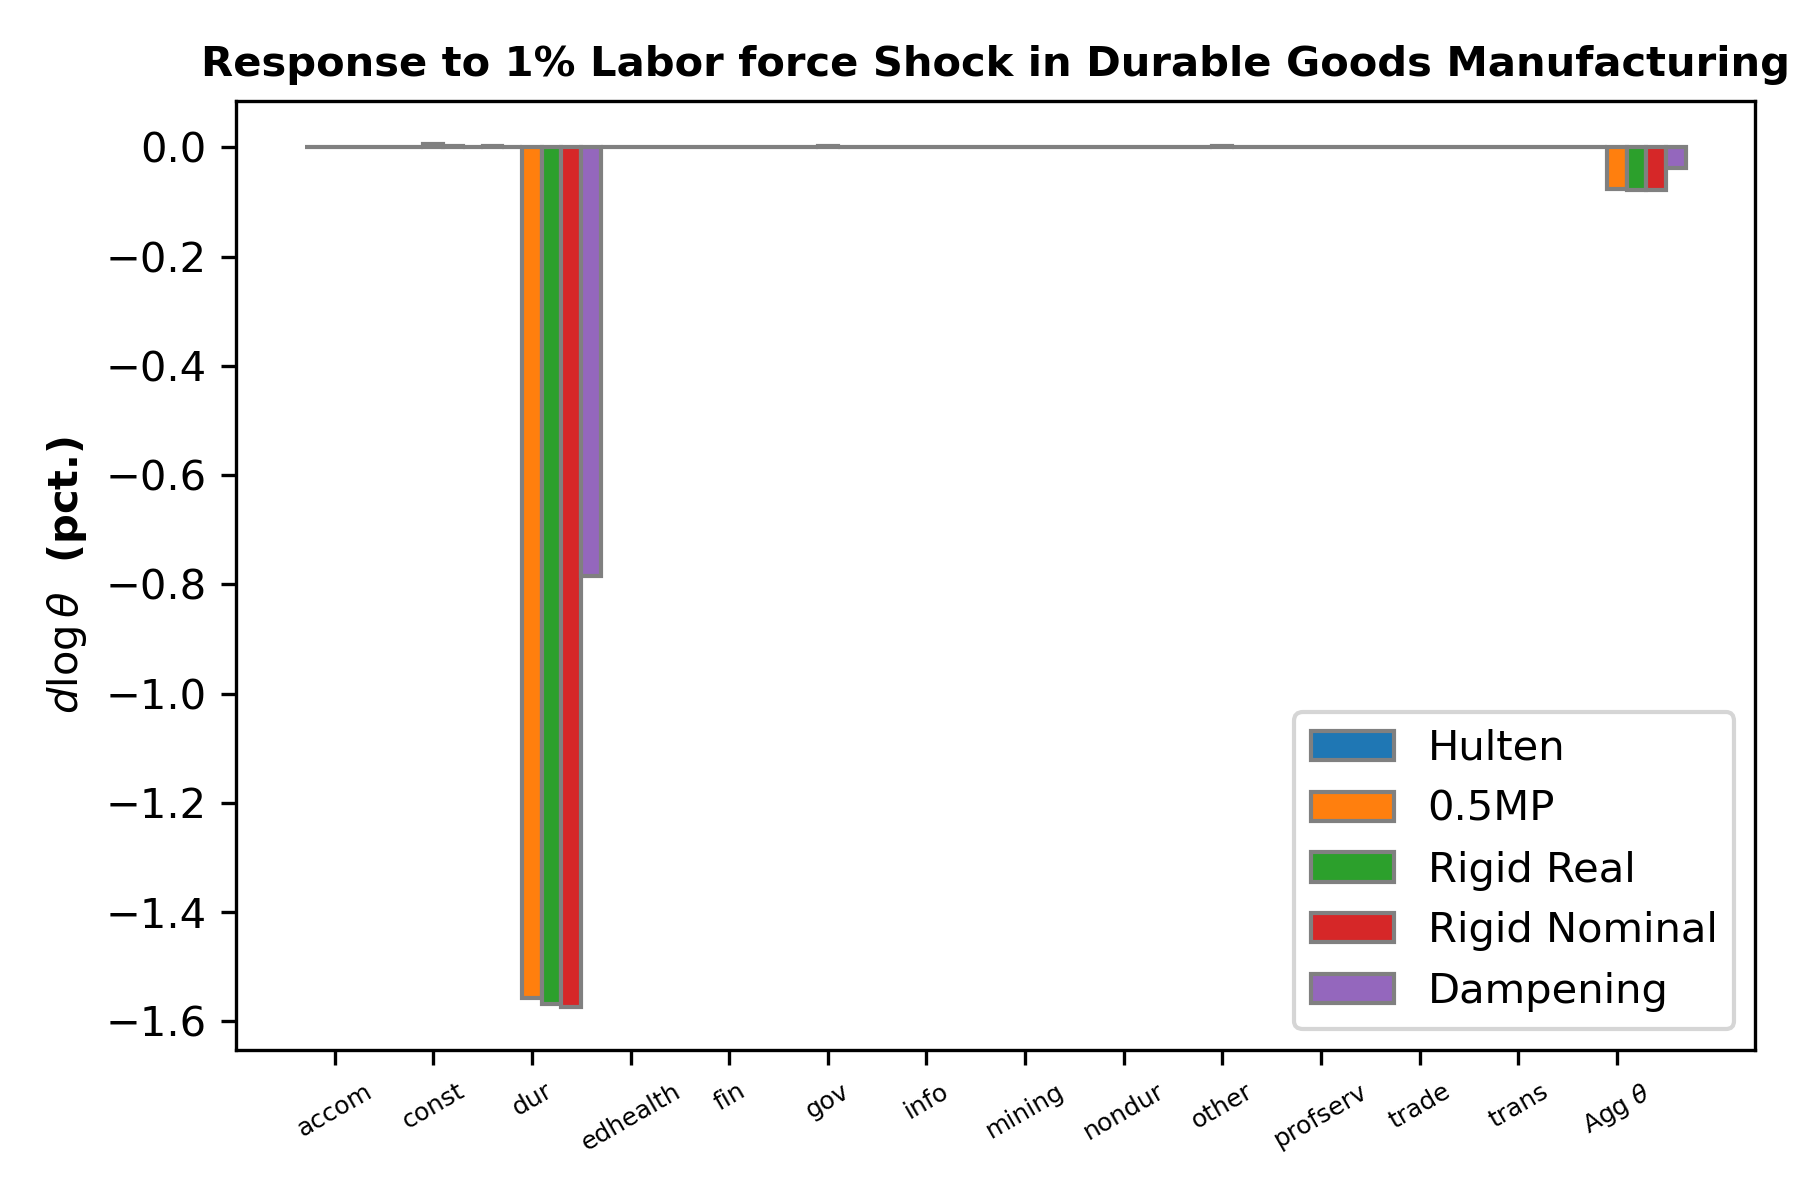 Response to 1% Labor force Shock in Durable Goods Manufacturing
d log θ (pct.)
0.0
−0.2
−0.4
−0.6
−0.8
−1.0
−1.2
−1.4
−1.6
Hulten
0.5MP
Rigid Real
Rigid Nominal
Dampening
accom
const
dur
edhealth
fin
gov
info
mining
nondur
other
profserv
trade
trans
Agg θ